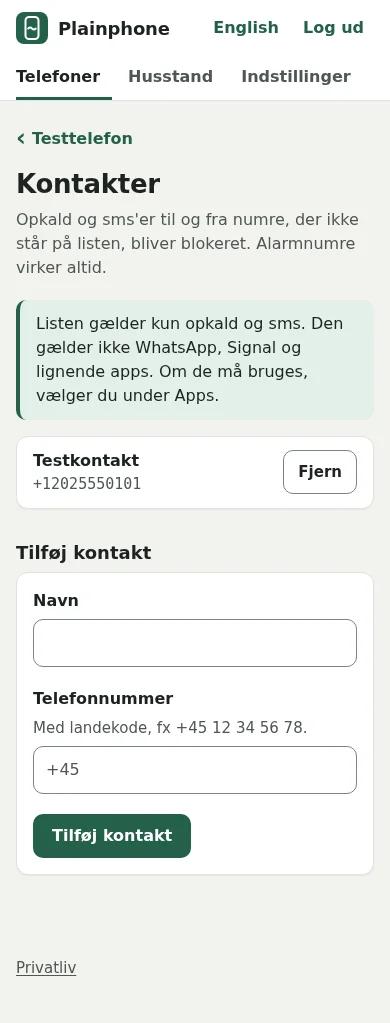 Plainphone
English
Log ud
Telefoner
Husstand
Indstillinger
‹ Testtelefon
Kontakter
Opkald og sms'er til og fra numre, der ikke
står på listen, bliver blokeret. Alarmnumre
virker altid.
Listen gælder kun opkald og sms. Den
gælder ikke WhatsApp, Signal og
lignende apps. Om de må bruges,
vælger du under Apps.
Testkontakt
+12025550101
Fjern
Tilføj kontakt
Navn
Telefonnummer
Med landekode, fx +45 12 34 56 78.
+45
Tilføj kontakt
Privatliv